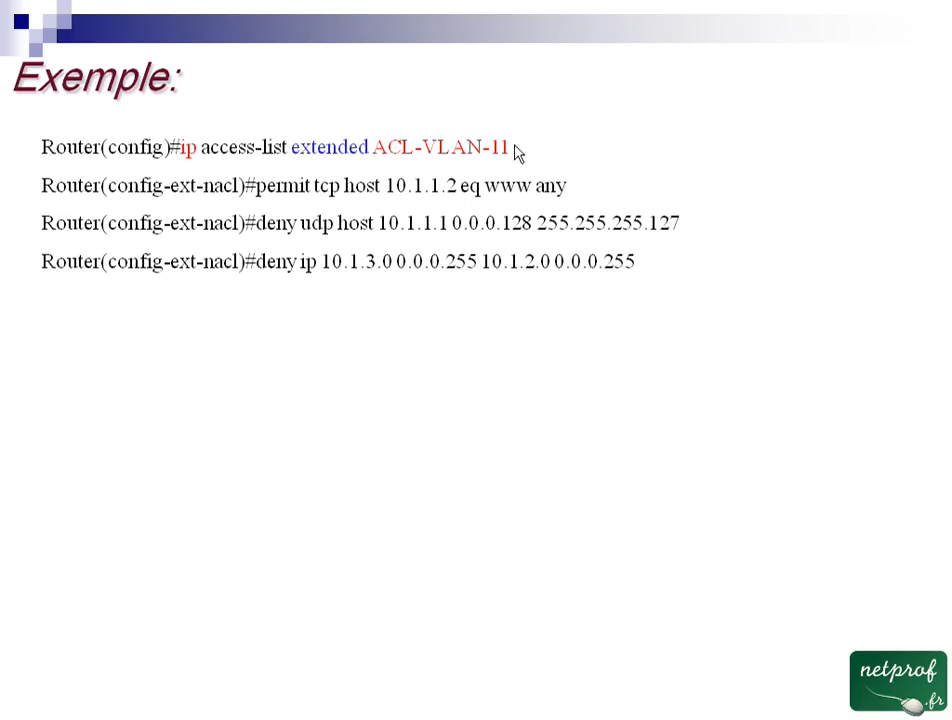 Exemple:
Router(config)#ip access-list extended ACL-VLAN-11
Router(config-ext-nacl)#permit tcp host 10.1.1.2 eq www any
Router(config-ext-nacl)#deny udp host 10.1.1.1 0.0.0.128 255.255.255.127
Router(config-ext-nacl)#deny ip 10.1.3.0 0.0.0.255 10.1.2.0 0.0.0.255
netprof
.fr